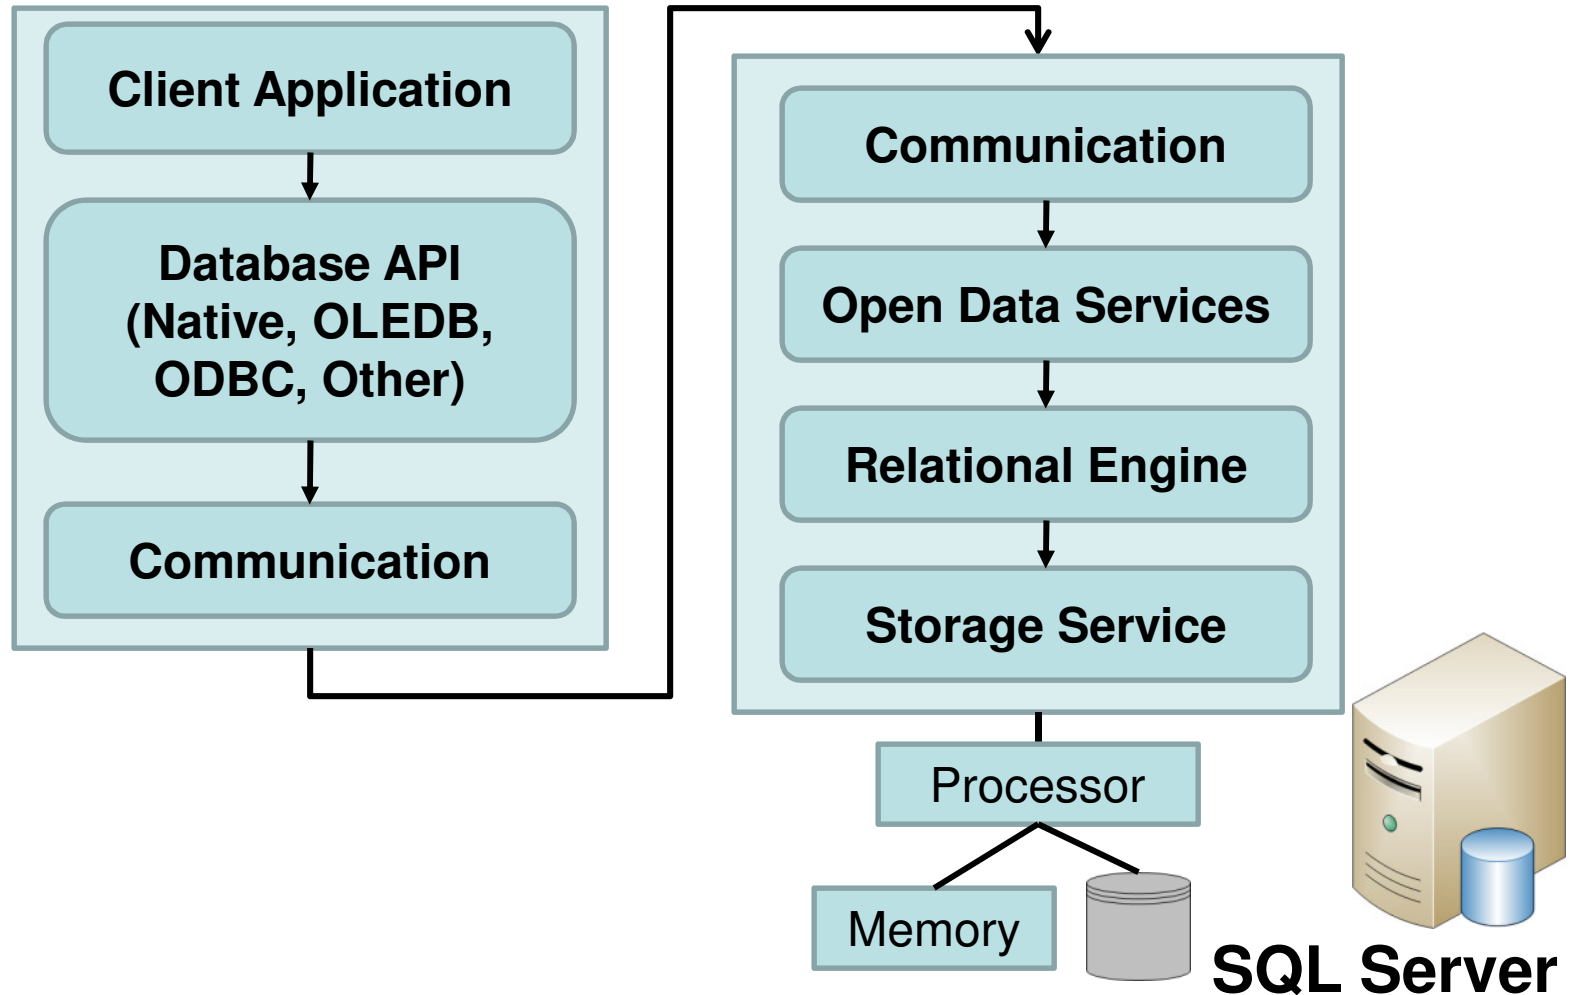 Client Application
Database API
(Native, OLEDB,
ODBC, Other)
Communication
Communication
Open Data Services
Relational Engine
Storage Service
Processor
Memory
SQL Server